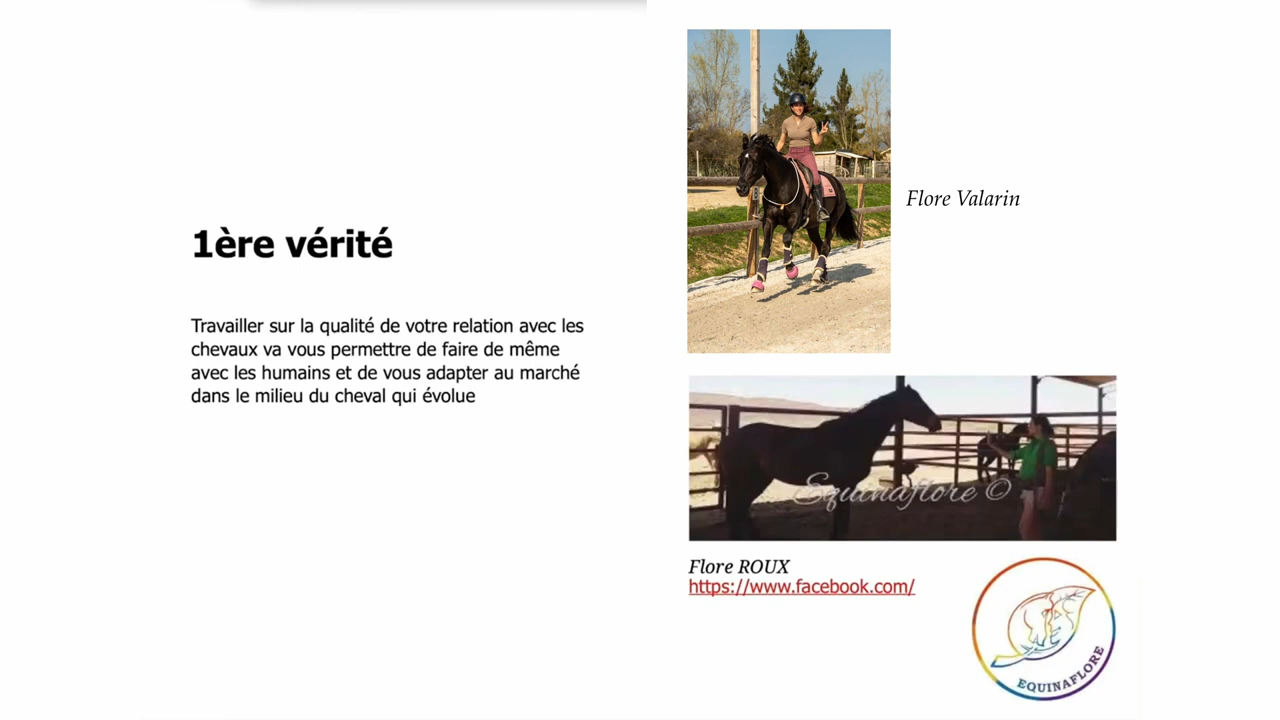 1ère vérité
Travailler sur la qualité de votre relation avec les
chevaux va vous permettre de faire de même
avec les humains et de vous adapter au marché
dans le milieu du cheval qui évolue
Flore Valarin
Equinaflore ©
Flore ROUX
https://www.facebook.com/
EQUINAFLORE